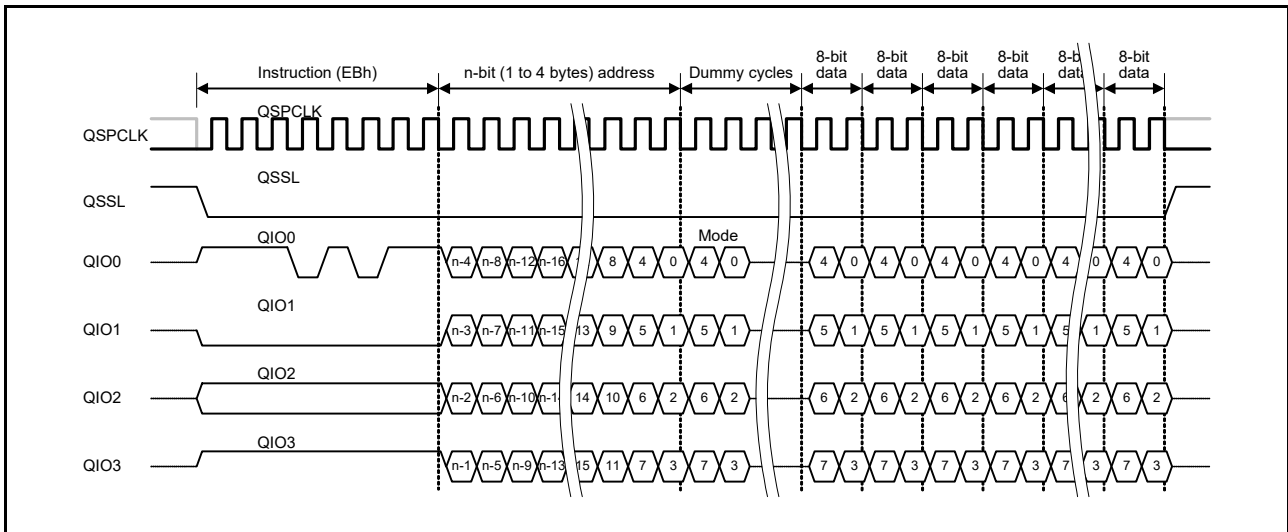 8-bit data 8-bit data 8-bit data 8-bit data 8-bit data 8-bit data
Instruction (EBh) n-bit (1 to 4 bytes) address Dummy cycles
QSPCLK
QSPCLK
QSSL
QSSL
QIO0 Mode
QIO0 n-4 n-8 n-12 n-16 8 4 0 4 0 4 0 4 0 4 0 4 0 4 0 4 0
QIO1
QIO1 n-3 n-7 n-11 n-15 13 9 5 1 5 1 5 1 5 1 5 1 5 1 5 1 5 1
QIO2
QIO2 n-2 n-6 n-10 14 10 6 2 6 2 6 2 6 2 6 2 6 2 6 2 6 2
QIO3
QIO3 n-1 n-5 n-9 n-13 15 11 7 3 7 3 7 3 7 3 7 3 7 3 7 3 7 3